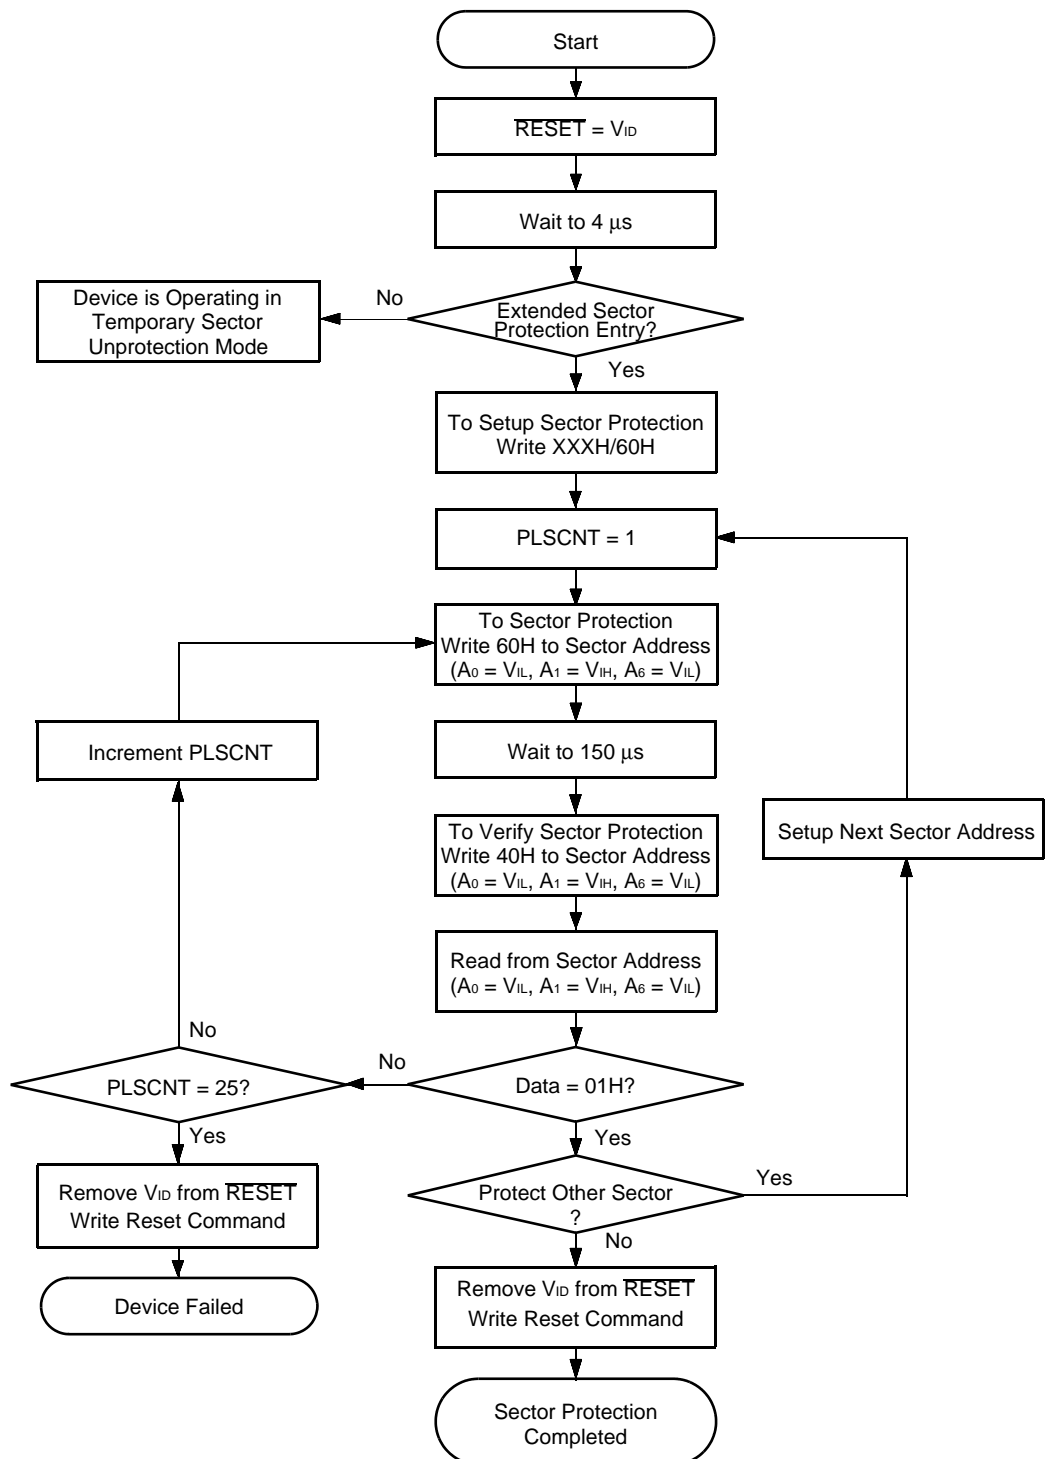 Start
RESET = VID
Wait to 4 μs
No
Device is Operating in
Temporary Sector
Unprotection Mode
Extended Sector
Protection Entry?
Yes
To Setup Sector Protection
Write XXXH/60H
PLSCNT = 1
To Sector Protection
Write 60H to Sector Address
(A0 = VIL, A1 = VIH, A6 = VIL)
Increment PLSCNT
Wait to 150 μs
To Verify Sector Protection
Write 40H to Sector Address
(A0 = VIL, A1 = VIH, A6 = VIL)
Setup Next Sector Address
Read from Sector Address
(A0 = VIL, A1 = VIH, A6 = VIL)
No
No
PLSCNT = 25?
Data = 01H?
Yes
Yes
Remove VID from RESET
Write Reset Command
Protect Other Sector
?
Yes
No
Device Failed
Remove VID from RESET
Write Reset Command
Sector Protection
Completed